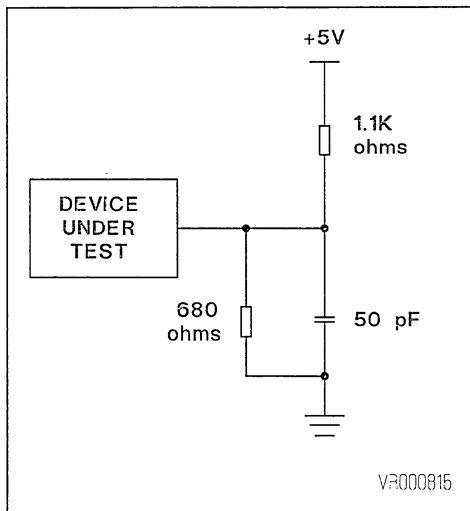 +5V
1.1K
ohms
DEVICE
UNDER
TEST
680
ohms
50 pF
VR000815